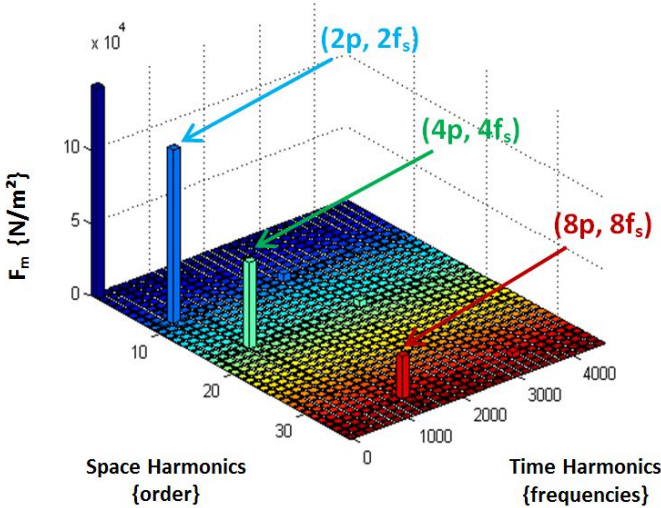 (2p, 2fₛ)
x 10⁴
(4p, 4fₛ)
(8p, 8fₛ)
10
5
0
Fₘ {N/m²}
10
20
30
0
1000
2000
3000
4000
Space Harmonics
{order}
Time Harmonics
{frequencies}